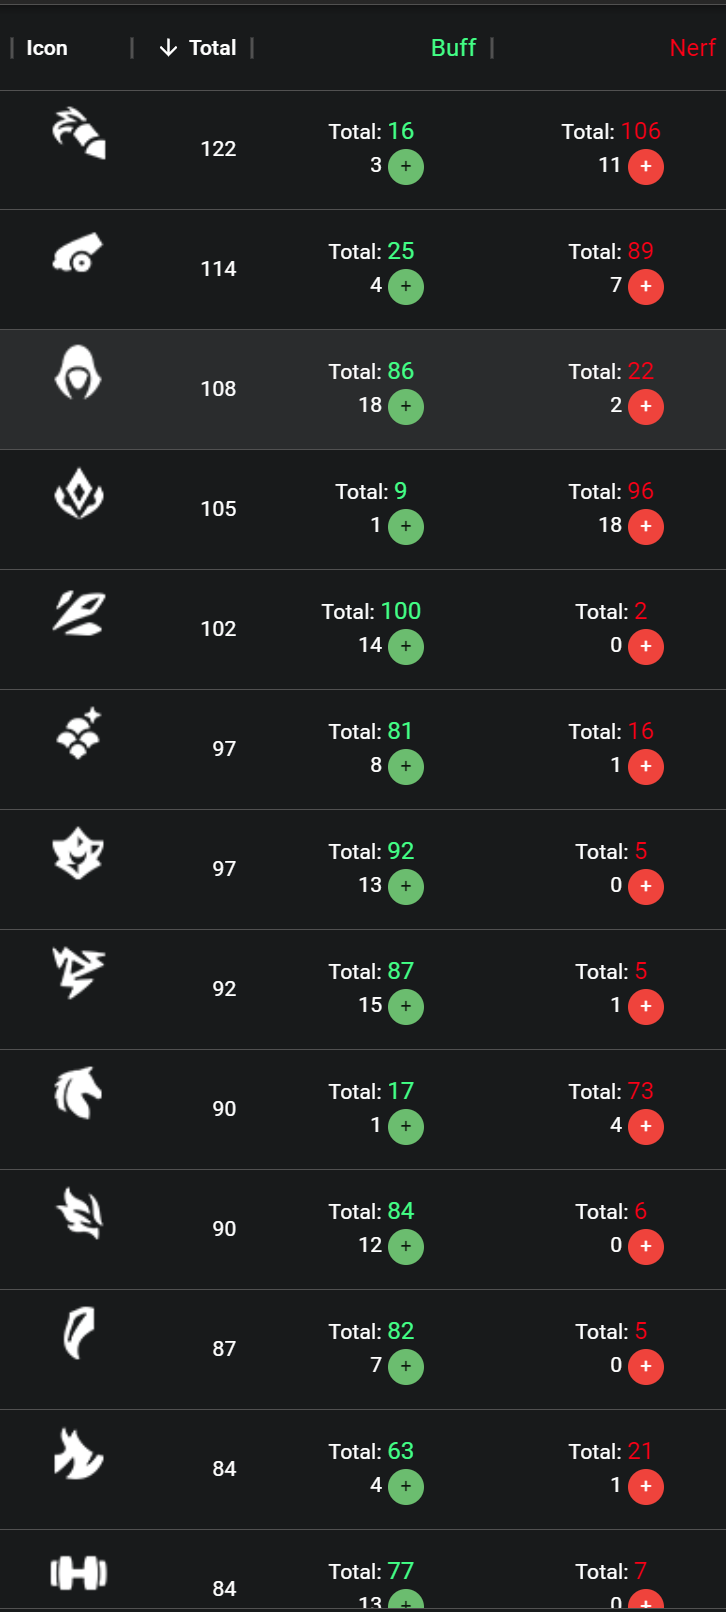 Icon Total Buff Nerf
Total: 16 Total: 106
122
3 + 11 +
Total: 25 Total: 89
114
4 + 7 +
Total: 86 Total: 22
108
18 + 2 +
Total: 9 Total: 96
105
1 + 18 +
Total: 100 Total: 2
102
14 + 0 +
Total: 81 Total: 16
97
8 + 1 +
Total: 92 Total: 5
97
13 + 0 +
Total: 87 Total: 5
92
15 + 1 +
Total: 17 Total: 73
90
1 + 4 +
Total: 84 Total: 6
90
12 + 0 +
Total: 82 Total: 5
87
7 + 0 +
Total: 63 Total: 21
84
4 + 1 +
Total: 77 Total: 7
84
13 + 0 +